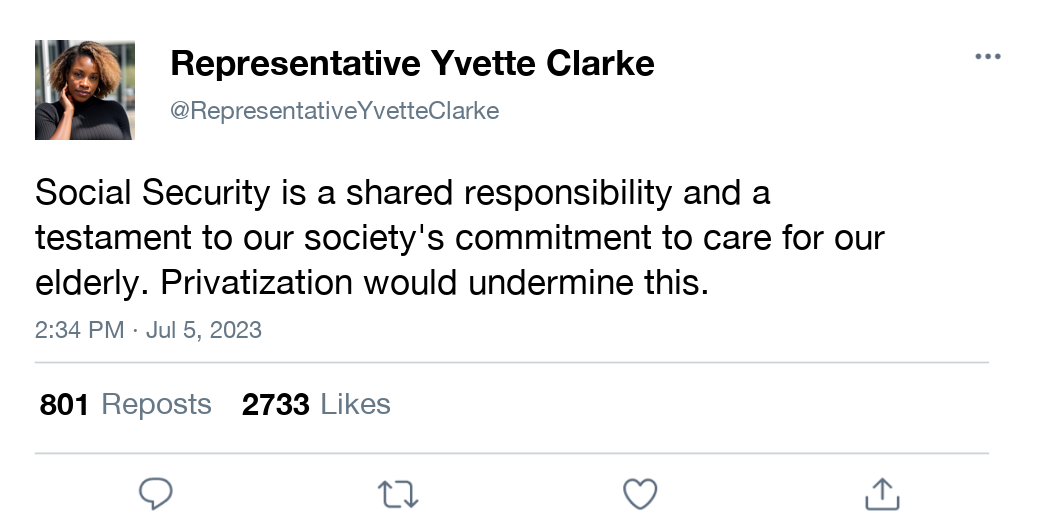 Representative Yvette Clarke
@RepresentativeYvetteClarke
Social Security is a shared responsibility and a
testament to our society's commitment to care for our
elderly. Privatization would undermine this.
2:34 PM · Jul 5, 2023
801 Reposts 2733 Likes